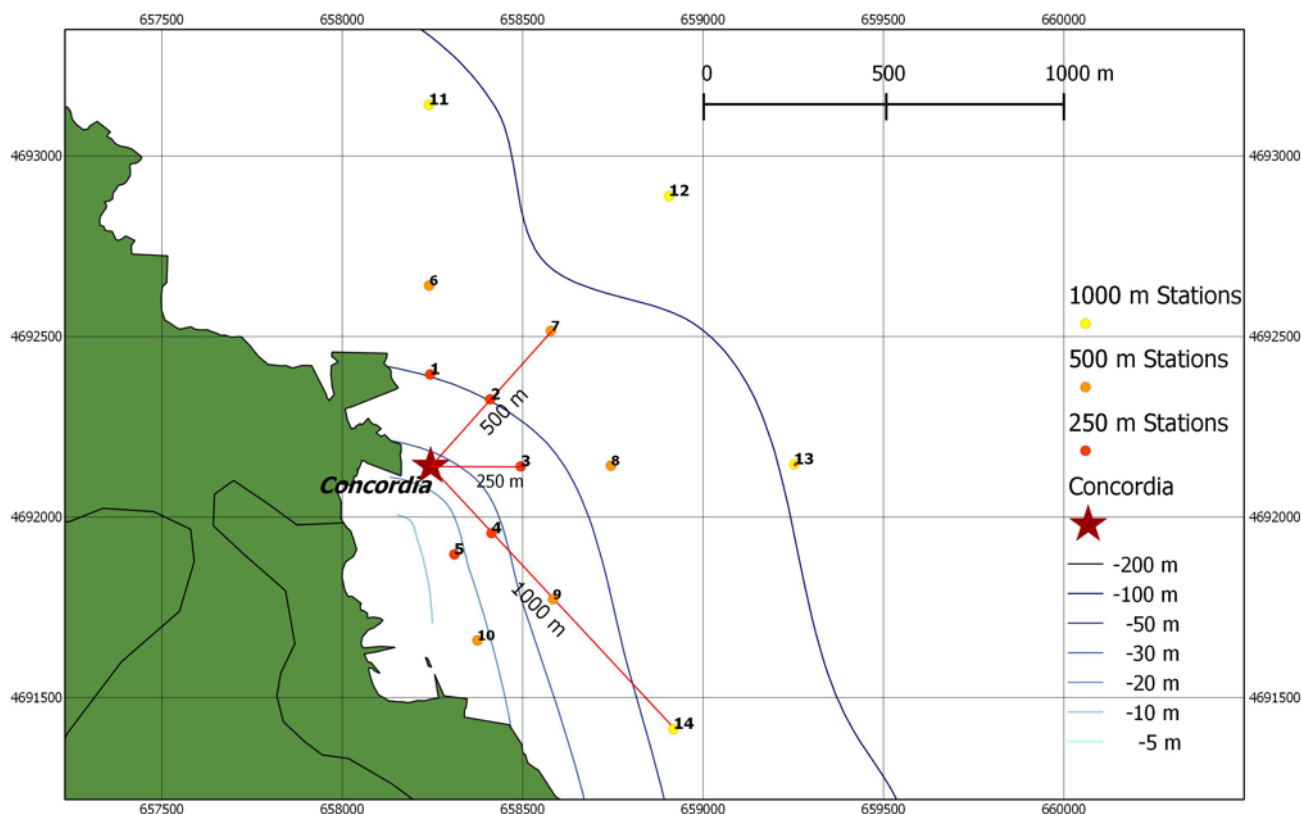 657500 658000 658500 659000 659500 660000
0 500 1000 m
11
4693000 4693000
12
6
1000 m Stations
7
4692500 4692500
500 m Stations
1
2
500 m
250 m Stations
3 8 13
250 m
Concordia
Concordia
4692000 4692000
4
5
-200 m
9
1000 m
-100 m
10
-50 m
-30 m
-20 m
4691500 4691500
14
-10 m
-5 m
657500 658000 658500 659000 659500 660000